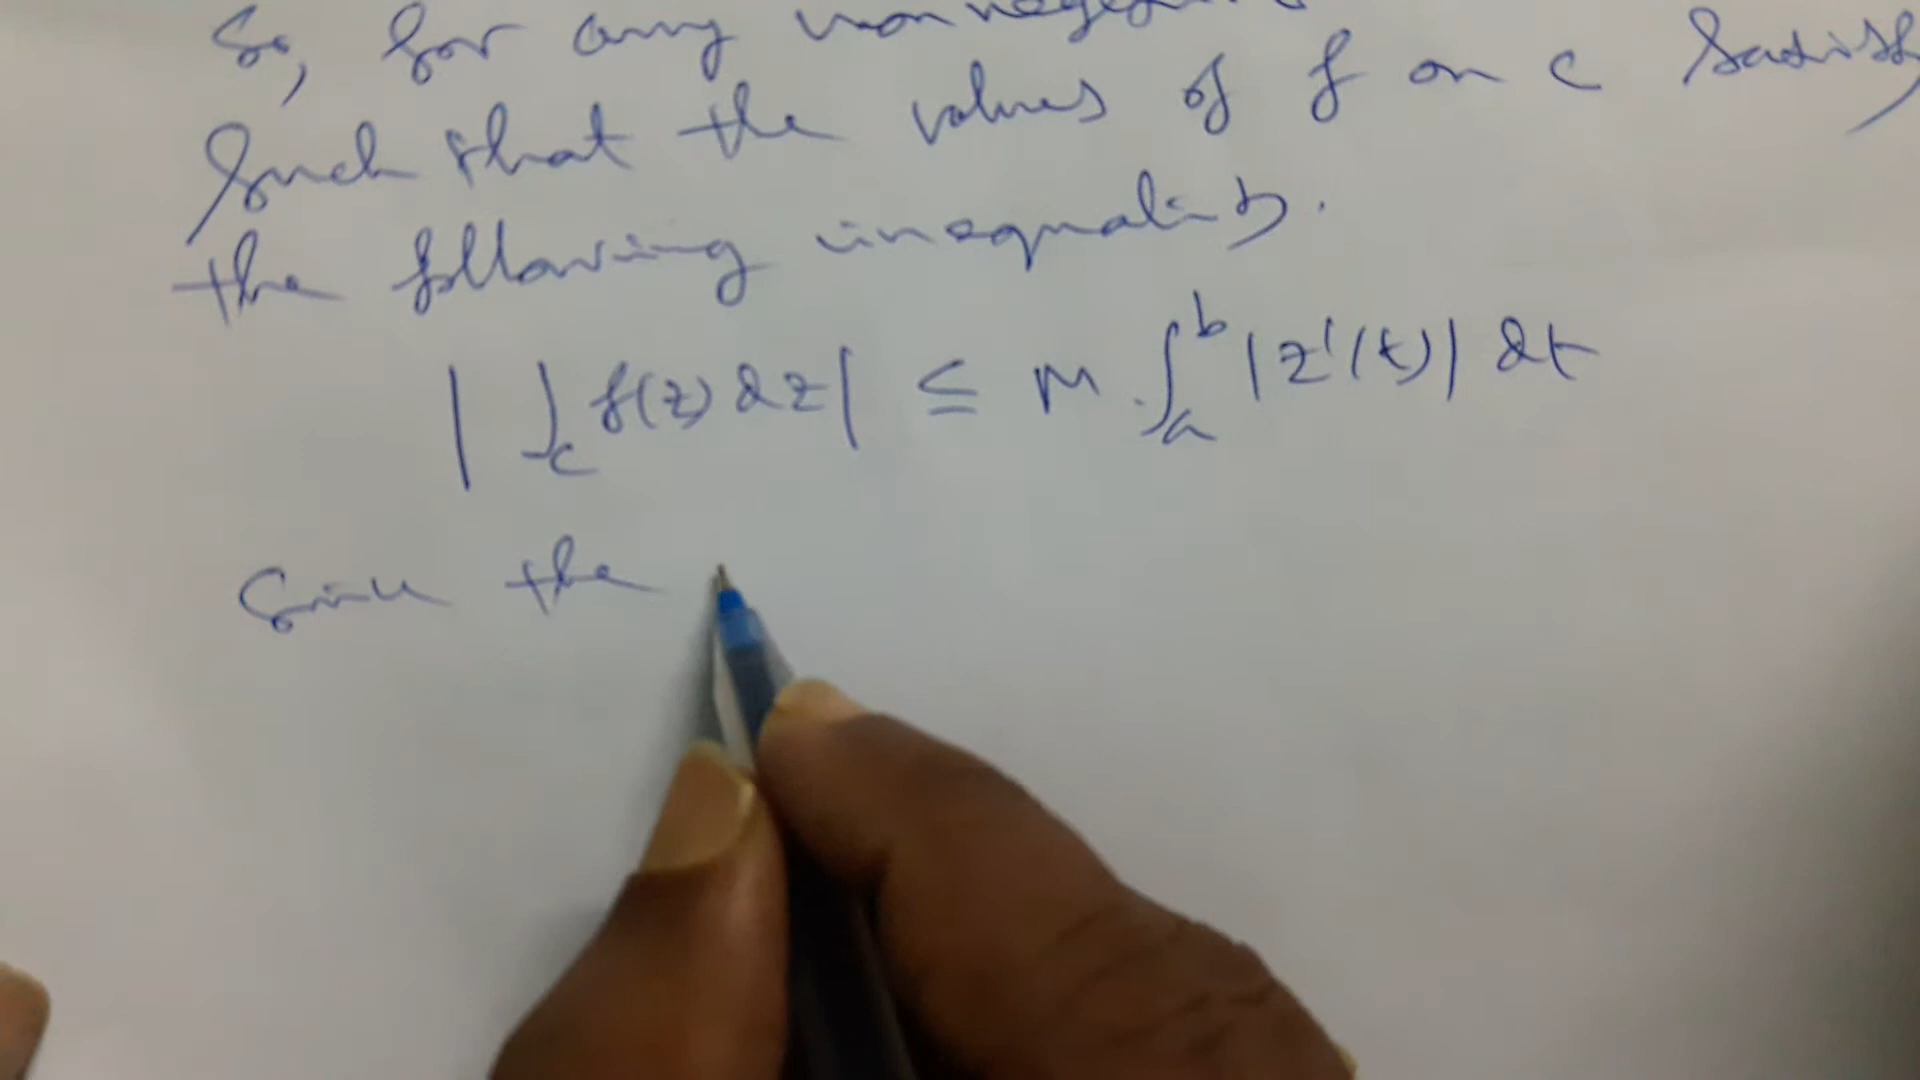 So, for any
such that the values of f on c satisfy
the following inequality.
| ∫_c f(z) dz | ≤ M . ∫_a^b |z'(t)| dt
Since the